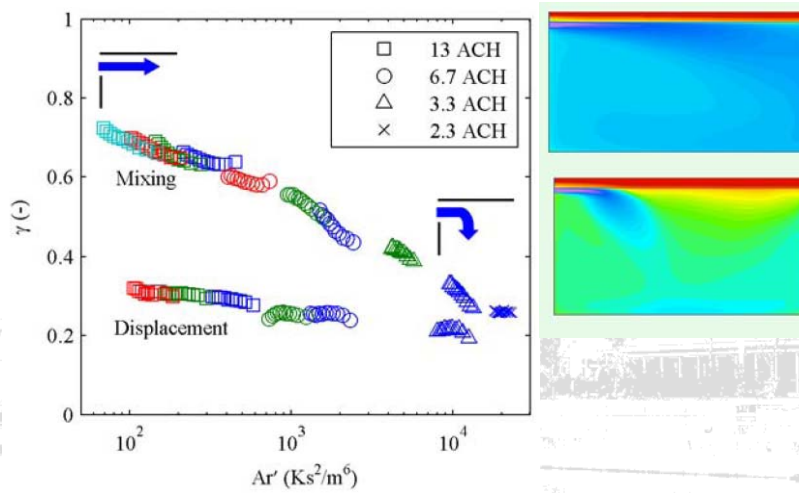 1
0.8
0.6
0.4
0.2
0
γ (-)
13 ACH
6.7 ACH
3.3 ACH
2.3 ACH
Mixing
Displacement
10² 10³ 10⁴
Ar′ (Ks²/m⁶)